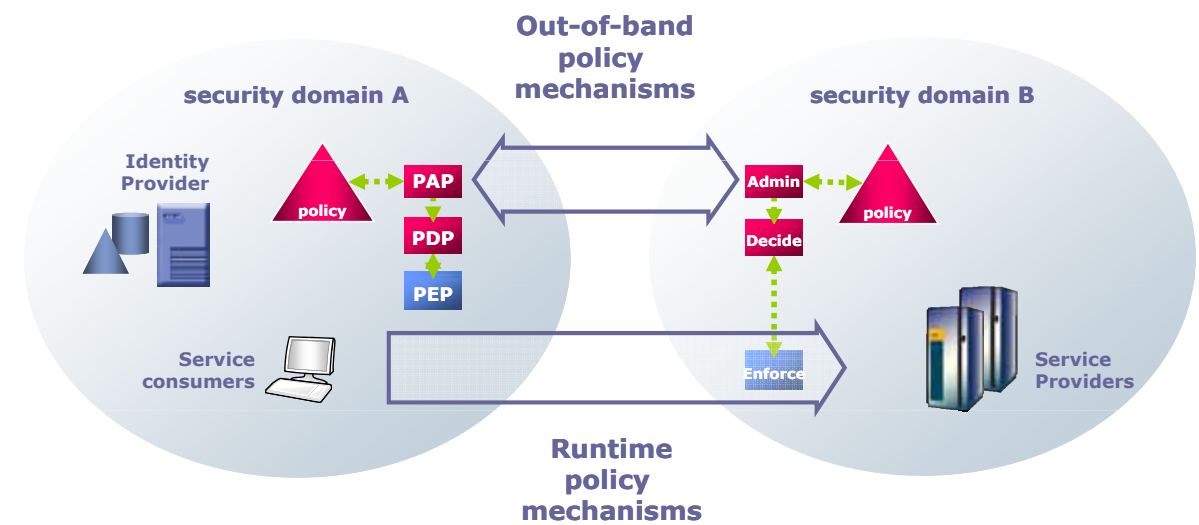 Out-of-band
policy
mechanisms
security domain A
security domain B
Identity
Provider
policy
PAP
PDP
PEP
Admin
Decide
Enforce
policy
Service
consumers
Service
Providers
Runtime
policy
mechanisms